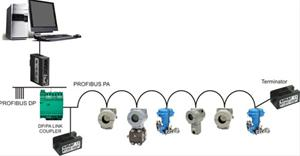 PROFIBUS PA
Terminator
PROFIBUS DP
DP/PA LINK
COUPLER